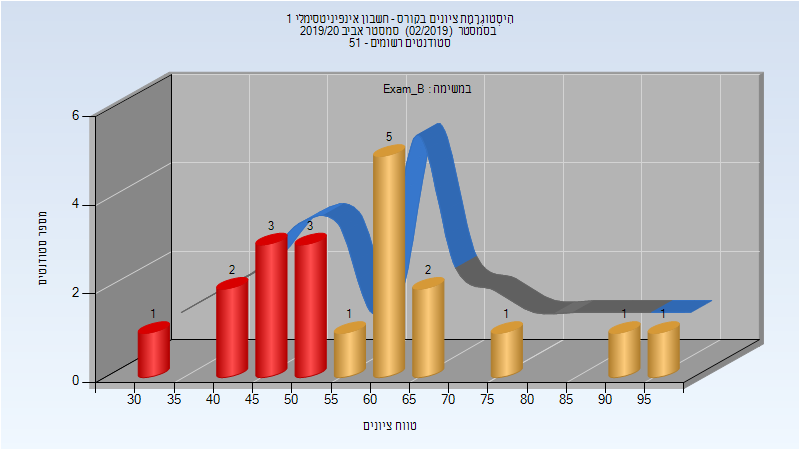 היסטוגרמת ציונים בקורס - חשבון אינפיניטסימלי 1
בסמסטר (02/2019) סמסטר אביב 2019/20
סטודנטים רשומים - 51
במשימה : Exam_B
מספר סטודנטים
6
4
2
0
1
2
3
3
1
5
2
1
1
1
30 35 40 45 50 55 60 65 70 75 80 85 90 95
טווח ציונים